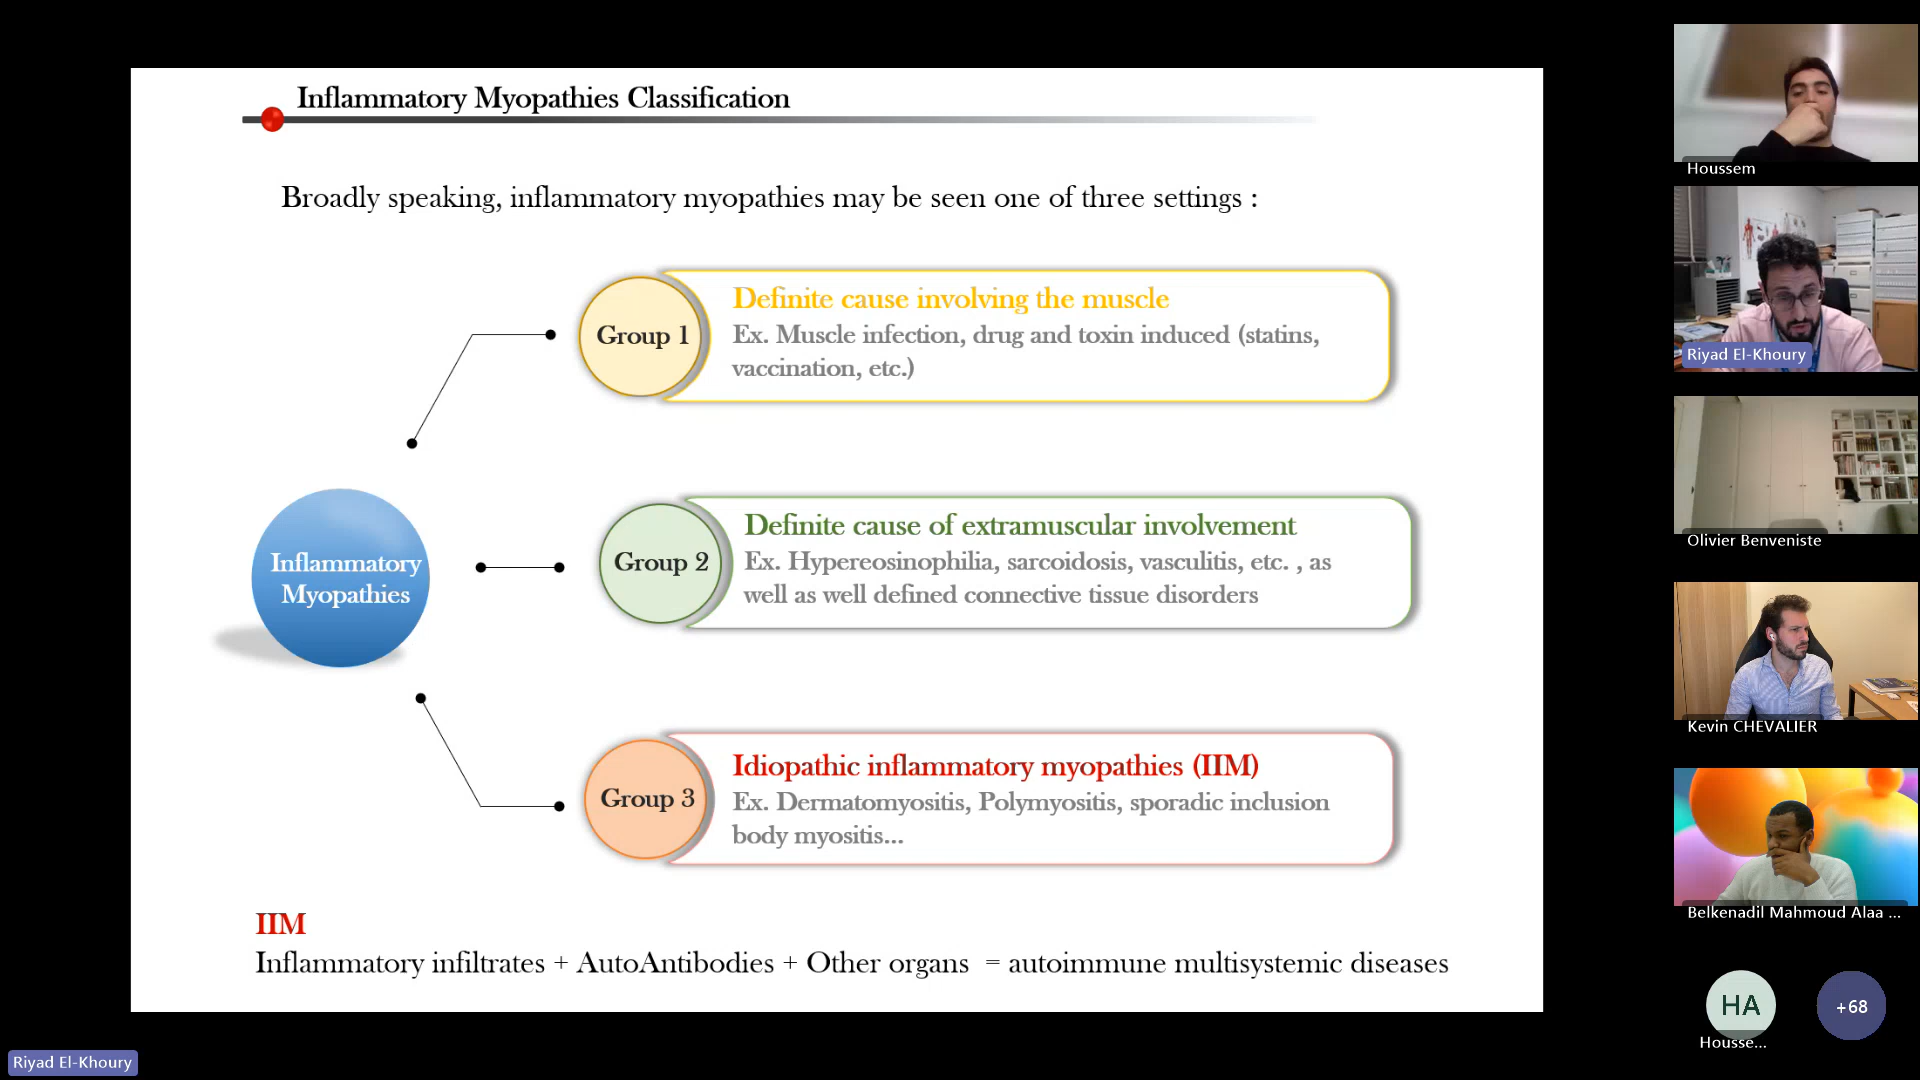 Inflammatory Myopathies Classification
Broadly speaking, inflammatory myopathies may be seen one of three settings :
Group 1
Definite cause involving the muscle
Ex. Muscle infection, drug and toxin induced (statins,
vaccination, etc.)
Inflammatory
Myopathies
Group 2
Definite cause of extramuscular involvement
Ex. Hypereosinophilia, sarcoidosis, vasculitis, etc. , as
well as well defined connective tissue disorders
Group 3
Idiopathic inflammatory myopathies (IIM)
Ex. Dermatomyositis, Polymyositis, sporadic inclusion
body myositis...
IIM
Inflammatory infiltrates + AutoAntibodies + Other organs = autoimmune multisystemic diseases
Riyad El-Khoury
Houssem
Riyad El-Khoury
Olivier Benveniste
Kevin CHEVALIER
Belkenadil Mahmoud Alaa ...
HA
+68
Housse...